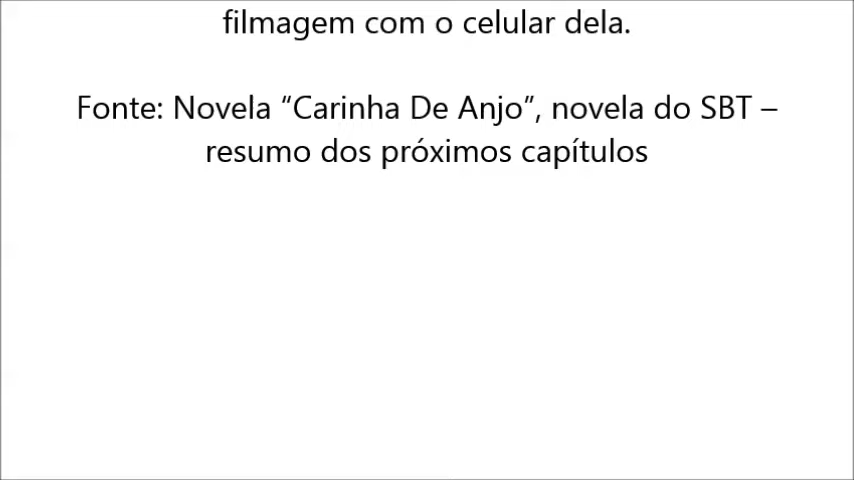 filmagem com o celular dela.
Fonte: Novela “Carinha De Anjo”, novela do SBT –
resumo dos próximos capítulos